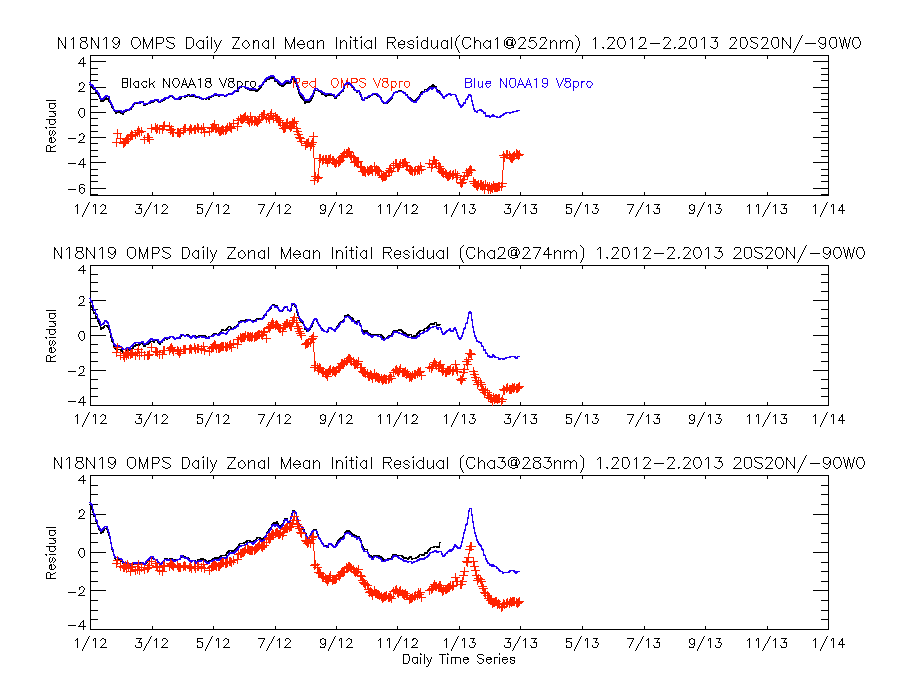 N18N19 OMPS Daily Zonal Mean Initial Residual(Cha1@252nm) 1.2012-2.2013 20S20N/-90W0
4
Black NOAA18 V8pro Red OMPS V8pro Blue NOAA19 V8pro
2
0
-2
-4
-6
Residual
1/12 3/12 5/12 7/12 9/12 11/12 1/13 3/13 5/13 7/13 9/13 11/13 1/14
N18N19 OMPS Daily Zonal Mean Initial Residual (Cha2@274nm) 1.2012-2.2013 20S20N/-90W0
4
2
0
-2
-4
Residual
1/12 3/12 5/12 7/12 9/12 11/12 1/13 3/13 5/13 7/13 9/13 11/13 1/14
N18N19 OMPS Daily Zonal Mean Initial Residual (Cha3@283nm) 1.2012-2.2013 20S20N/-90W0
4
2
0
-2
-4
Residual
1/12 3/12 5/12 7/12 9/12 11/12 1/13 3/13 5/13 7/13 9/13 11/13 1/14
Daily Time Series